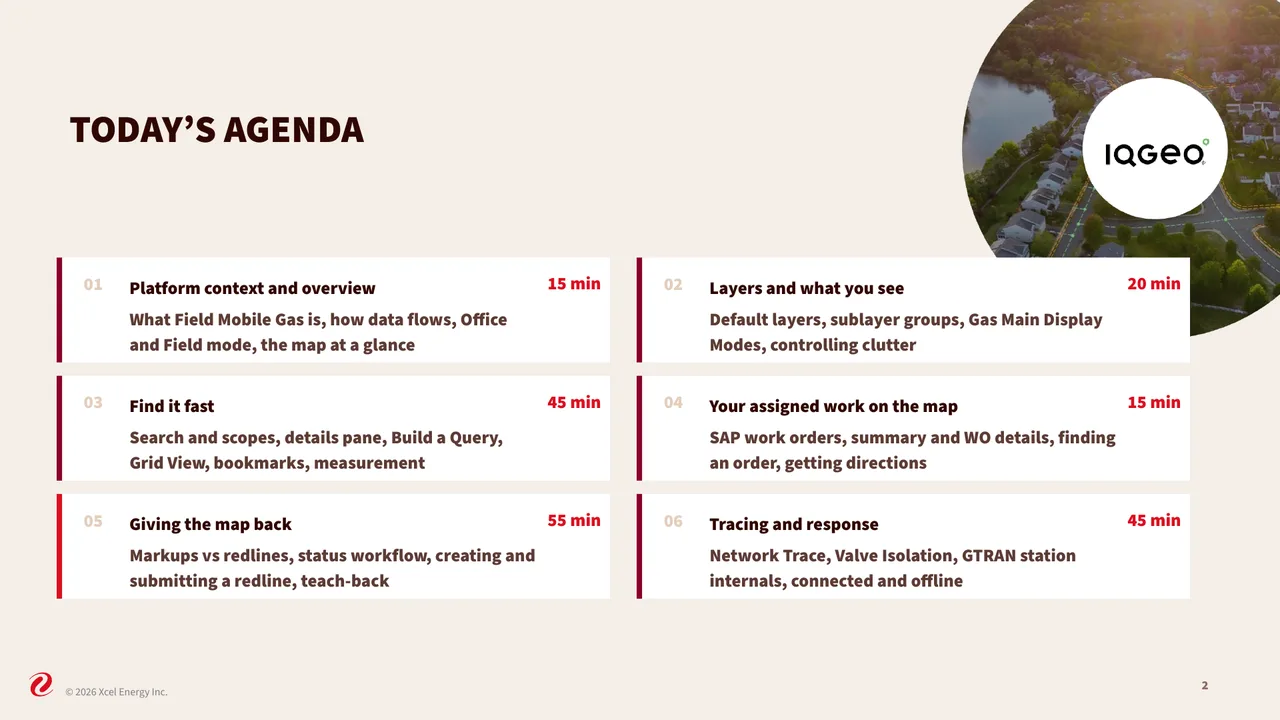 TODAY’S AGENDA
IQGeo
01
Platform context and overview
15 min
What Field Mobile Gas is, how data flows, Office
and Field mode, the map at a glance
02
Layers and what you see
20 min
Default layers, sublayer groups, Gas Main Display
Modes, controlling clutter
03
Find it fast
45 min
Search and scopes, details pane, Build a Query,
Grid View, bookmarks, measurement
04
Your assigned work on the map
15 min
SAP work orders, summary and WO details, finding
an order, getting directions
05
Giving the map back
55 min
Markups vs redlines, status workflow, creating and
submitting a redline, teach-back
06
Tracing and response
45 min
Network Trace, Valve Isolation, GTRAN station
internals, connected and offline
© 2026 Xcel Energy Inc.
2